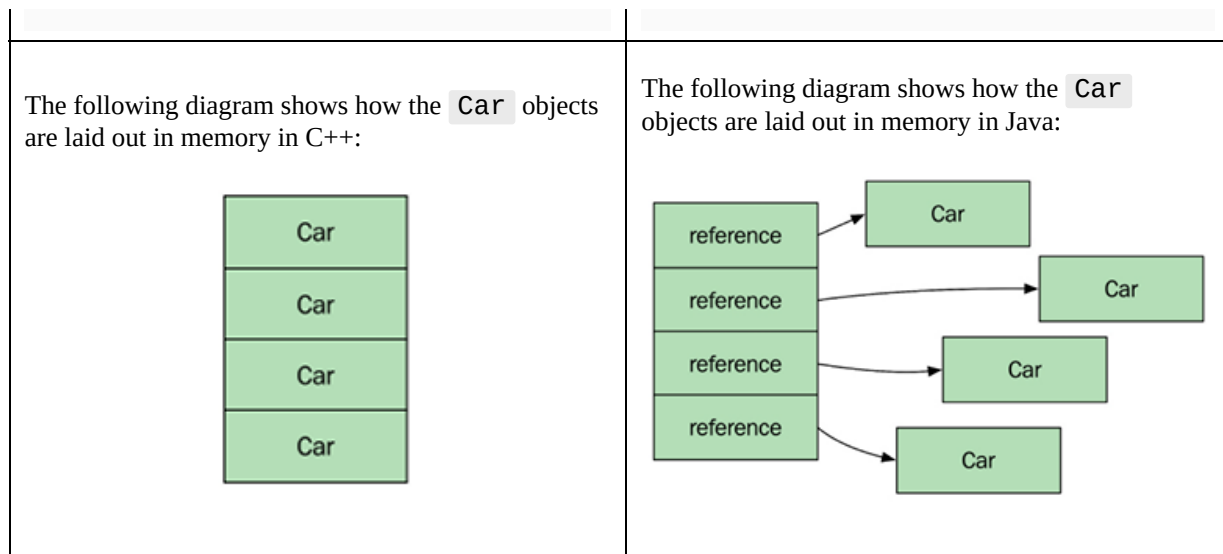 The following diagram shows how the Car objects
are laid out in memory in C++:
Car
Car
Car
Car
The following diagram shows how the Car
objects are laid out in memory in Java:
reference
reference
reference
reference
Car
Car
Car
Car